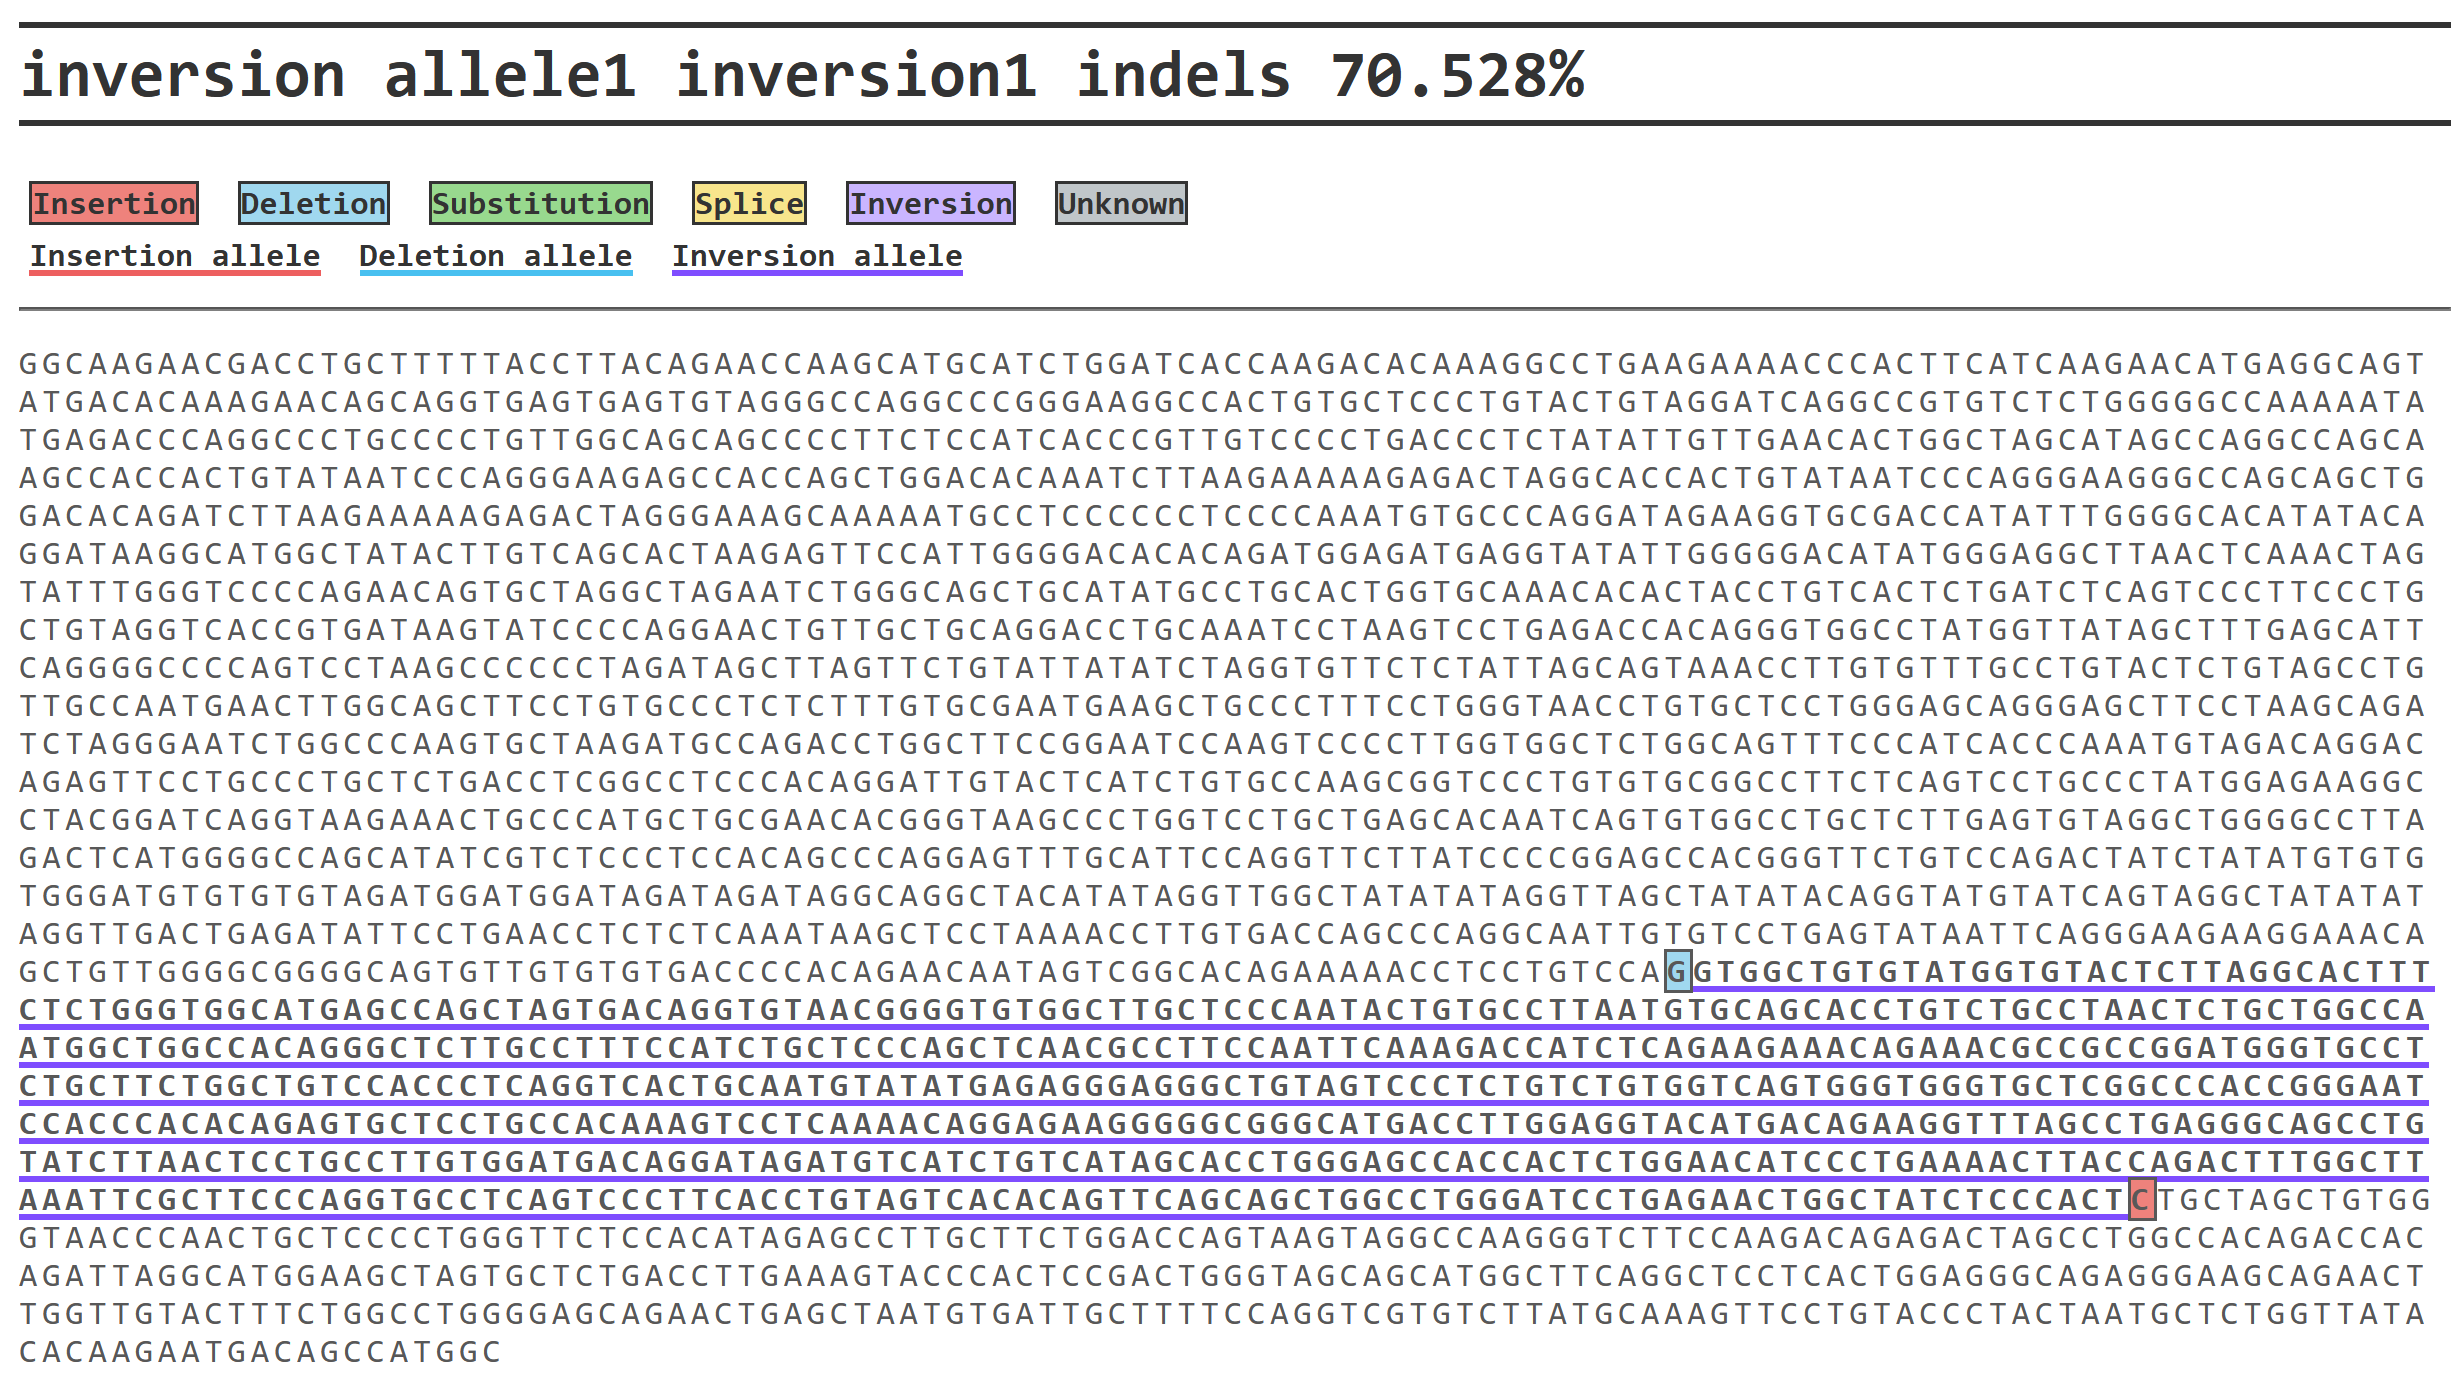 inversion allele1 inversion1 indels 70.528%
Insertion Deletion Substitution Splice Inversion Unknown
Insertion allele Deletion allele Inversion allele
GGCAAGAACGACCTGCTTTTTACCTTACAGAACCAAGCATGCATCTGGATCACCAAGACACAAAGGCCTGAAGAAAACCCACTTCATCAAGAACATGAGGCAGT
ATGACACAAAGAACAGCAGGTGAGTGAGTGTAGGGCCAGGCCCGGGAAGGCCACTGTGCTCCCTGTACTGTAGGATCAGGCCGTGTCTCTGGGGGCCAAAAATA
TGAGACCCAGGCCCTGCCCCTGTTGGCAGCAGCCCCTTCTCCATCACCCGTTGTCCCCTGACCCTCTATATTGTTGAACACTGGCTAGCATAGCCAGGCCAGCA
AGCCACCACTGTATAATCCCAGGGAAGAGCCACCAGCTGGACACAAATCTTAAGAAAAAGAGACTAGGCACCACTGTATAATCCCAGGGAAGGGCCAGCAGCTG
GACACAGATCTTAAGAAAAAGAGACTAGGGAAAGCAAAAATGCCTCCCCCCTCCCCAAATGTGCCCAGGATAGAAGGTGCGACCATATTTGGGGCACATATACA
GGATAAGGCATGGCTATACTTGTCAGCACTAAGAGTTCCATTGGGGACACACAGATGGAGATGAGGTATATTGGGGGACATATGGGAGGCTTAACTCAAACTAG
TATTTGGGTCCCCAGAACAGTGCTAGGCTAGAATCTGGGCAGCTGCATATGCCTGCACTGGTGCAAACACACTACCTGTCACTCTGATCTCAGTCCCTTCCCTG
CTGTAGGTCACCGTGATAAGTATCCCCAGGAACTGTTGCTGCAGGACCTGCAAATCCTAAGTCCTGAGACCACAGGGTGGCCTATGGTTATAGCTTTGAGCATT
CAGGGGCCCCAGTCCTAAGCCCCCCTAGATAGCTTAGTTCTGTATTATATCTAGGTGTTCTCTATTAGCAGTAAACCTTGTGTTTGCCTGTACTCTGTAGCCTG
TTGCCAATGAACTTGGCAGCTTCCTGTGCCCTCTCTTTGTGCGAATGAAGCTGCCCTTTCCTGGGTAACCTGTGCTCCTGGGAGCAGGGAGCTTCCTAAGCAGA
TCTAGGGAATCTGGCCCAAGTGCTAAGATGCCAGACCTGGCTTCCGGAATCCAAGTCCCCTTGGTGGCTCTGGCAGTTTCCCATCACCCAAATGTAGACAGGAC
AGAGTTCCTGCCCTGCTCTGACCTCGGCCTCCCACAGGATTGTACTCATCTGTGCCAAGCGGTCCCTGTGTGCGGCCTTCTCAGTCCTGCCCTATGGAGAAGGC
CTACGGATCAGGTAAGAAACTGCCCATGCTGCGAACACGGGTAAGCCCTGGTCCTGCTGAGCACAATCAGTGTGGCCTGCTCTTGAGTGTAGGCTGGGGCCTTA
GACTCATGGGGCCAGCATATCGTCTCCCTCCACAGCCCAGGAGTTTGCATTCCAGGTTCTTATCCCCGGAGCCACGGGTTCTGTCCAGACTATCTATATGTGTG
TGGGATGTGTGTGTAGATGGATGGATAGATAGATAGGCAGGCTACATATAGGTTGGCTATATATAGGTTAGCTATATACAGGTATGTATCAGTAGGCTATATAT
AGGTTGACTGAGATATTCCTGAACCTCTCTCAAATAAGCTCCTAAAACCTTGTGACCAGCCCAGGCAATTGTGTCCTGAGTATAATTCAGGGAAGAAGGAAACA
GCTGTTGGGGCGGGGCAGTGTTGTGTGTGACCCCACAGAACAATAGTCGGCACAGAAAAACCTCCTGTCCAGGTGGCTGTGTATGGTGTACTCTTAGGCACTTT
CTCTGGGTGGCATGAGCCAGCTAGTGACAGGTGTAACGGGGTGTGGCTTGCTCCCAATACTGTGCCTTAATGTGCAGCACCTGTCTGCCTAACTCTGCTGGCCA
ATGGCTGGCCACAGGGCTCTTGCCTTTCCATCTGCTCCCAGCTCAACGCCTTCCAATTCAAAGACCATCTCAGAAGAAACAGAAACGCCGCCGGATGGGTGCCT
CTGCTTCTGGCTGTCCACCCTCAGGTCACTGCAATGTATATGAGAGGGAGGGCTGTAGTCCCTCTGTCTGTGGTCAGTGGGTGGGTGCTCGGCCCACCGGGAAT
CCACCCACACAGAGTGCTCCTGCCACAAAGTCCTCAAAACAGGAGAAGGGGGCGGGCATGACCTTGGAGGTACATGACAGAAGGTTTAGCCTGAGGGCAGCCTG
TATCTTAACTCCTGCCTTGTGGATGACAGGATAGATGTCATCTGTCATAGCACCTGGGAGCCACCACTCTGGAACATCCCTGAAAACTTACCAGACTTTGGCTT
AAATTCGCTTCCCAGGTGCCTCAGTCCCTTCACCTGTAGTCACACAGTTCAGCAGCTGGCCTGGGATCCTGAGAACTGGCTATCTCCCACTCTGCTAGCTGTGG
GTAACCCAACTGCTCCCCTGGGTTCTCCACATAGAGCCTTGCTTCTGGACCAGTAAGTAGGCCAAGGGTCTTCCAAGACAGAGACTAGCCTGGCCACAGACCAC
AGATTAGGCATGGAAGCTAGTGCTCTGACCTTGAAAGTACCCACTCCGACTGGGTAGCAGCATGGCTTCAGGCTCCTCACTGGAGGGCAGAGGGAAGCAGAACT
TGGTTGTACTTTCTGGCCTGGGGAGCAGAACTGAGCTAATGTGATTGCTTTTCCAGGTCGTGTCTTATGCAAAGTTCCTGTACCCTACTAATGCTCTGGTTATA
CACAAGAATGACAGCCATGGC